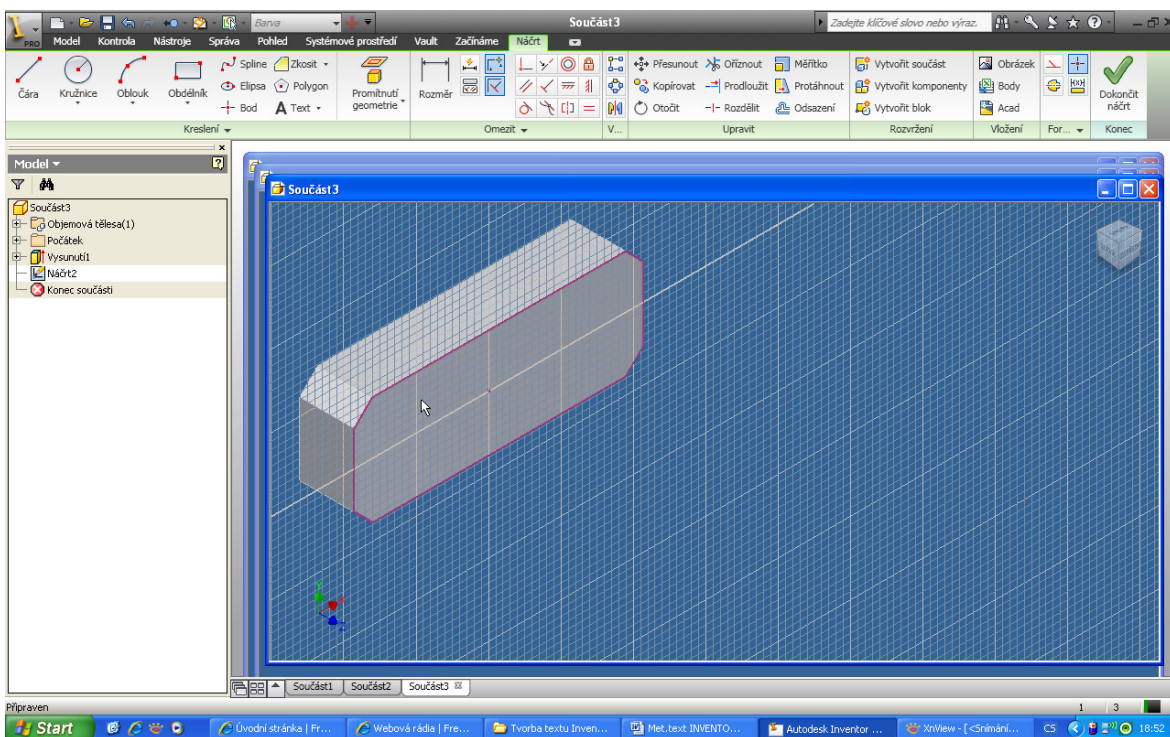 Barva
Součást3
Zadejte klíčové slovo nebo výraz.
PRO Model Kontrola Nástroje Správa Pohled Systémové prostředí Vault Začínáme Náčrt
Čára Kružnice Oblouk Obdélník
Spline Zkosit
Elipsa Polygon
Bod A Text
Promítnutí geometrie
Rozměr
Přesunout Oříznout Měřítko
Kopírovat Prodloužit Protáhnout
Otočit Rozdělit Odsazení
Vytvořit součást
Vytvořit komponenty
Vytvořit blok
Obrázek
Body
Acad
Dokončit náčrt
Kreslení Omezit V... Upravit Rozvržení Vložení For... Konec
Model
Součást3
Objemová tělesa(1)
Počátek
Vysunutí1
Náčrt2
Konec součásti
Součást3
Y
X
Z
Součást1 Součást2 Součást3
Připraven
1 3
Start Úvodní stránka | Fr... Webová rádia | Fre... Tvorba textu Inven... Met.text INVENTO... Autodesk Inventor ... XnView - [<Snímání... CS 18:52